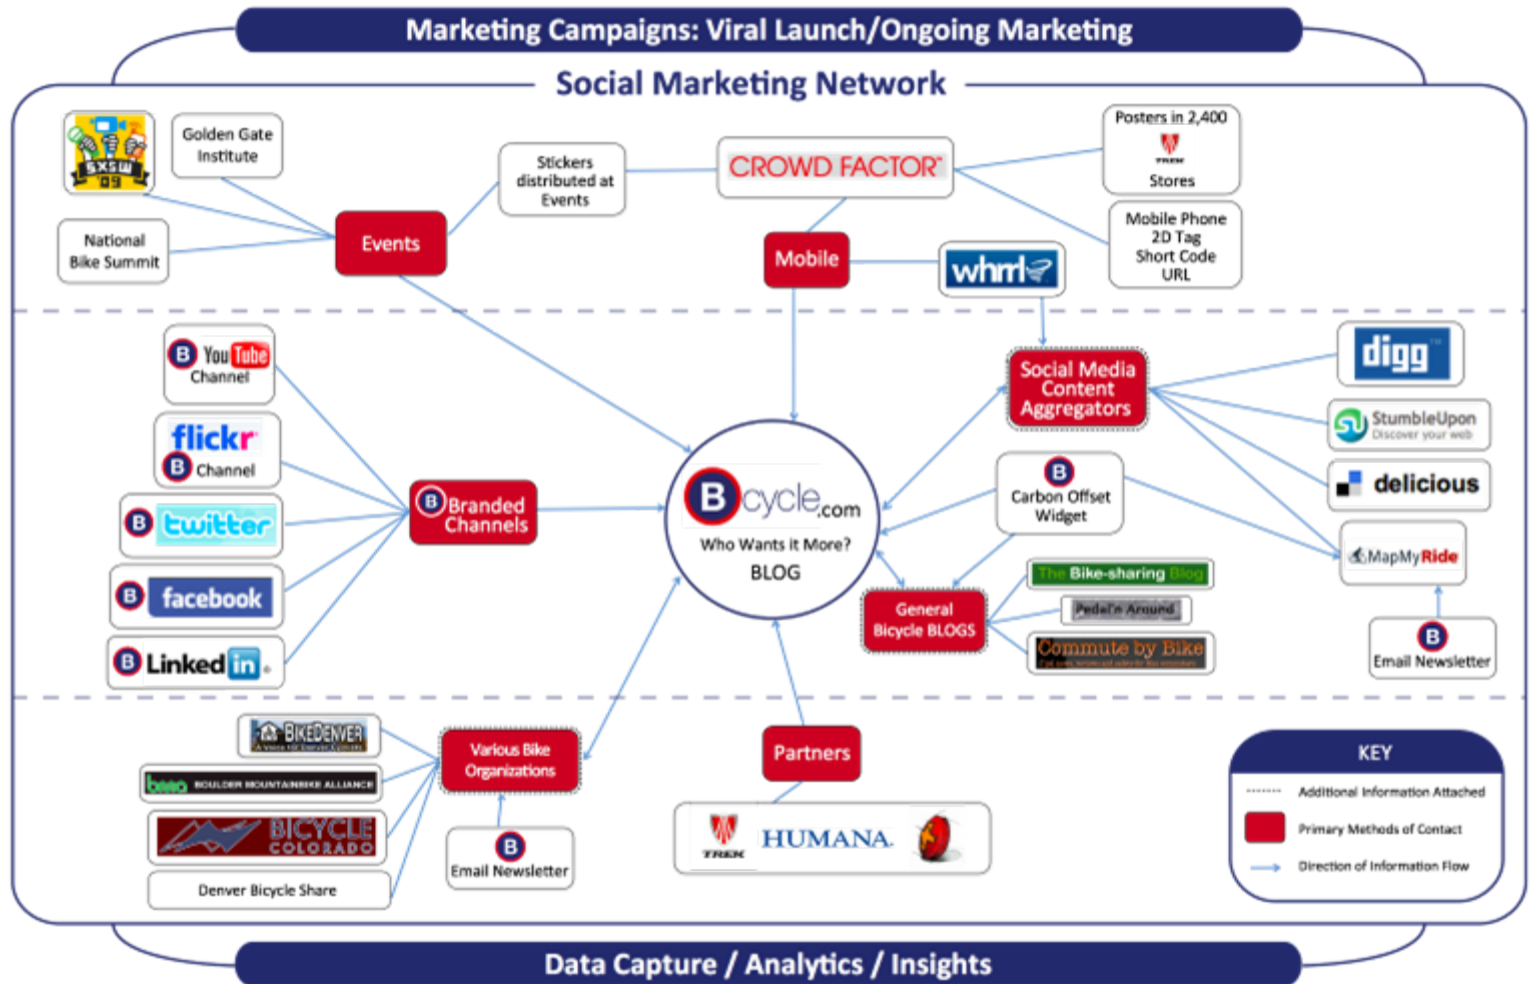 Marketing Campaigns: Viral Launch/Ongoing Marketing
Social Marketing Network
SXSW
'09
Golden Gate
Institute
National
Bike Summit
Events
Stickers
distributed at
Events
CROWD FACTOR™
Posters in 2,400
TREK
Stores
Mobile Phone
2D Tag
Short Code
URL
Mobile
whrrl
B YouTube
Channel
flickr
B Channel
B twitter
B facebook
B Linked in
B Branded
Channels
Bcycle.com
Who Wants it More?
BLOG
Social Media
Content
Aggregators
digg™
StumbleUpon
Discover your web
delicious
MapMyRide
B
Email Newsletter
B
Carbon Offset
Widget
General
Bicycle BLOGS
The Bike-sharing Blog
Pedal'n Around
Commute by Bike
BIKEDENVER
bma BOULDER MOUNTAINBIKE ALLIANCE
BICYCLE
COLORADO
Denver Bicycle Share
Various Bike
Organizations
B
Email Newsletter
Partners
TREK
HUMANA.
KEY
Additional Information Attached
Primary Methods of Contact
Direction of Information Flow
Data Capture / Analytics / Insights